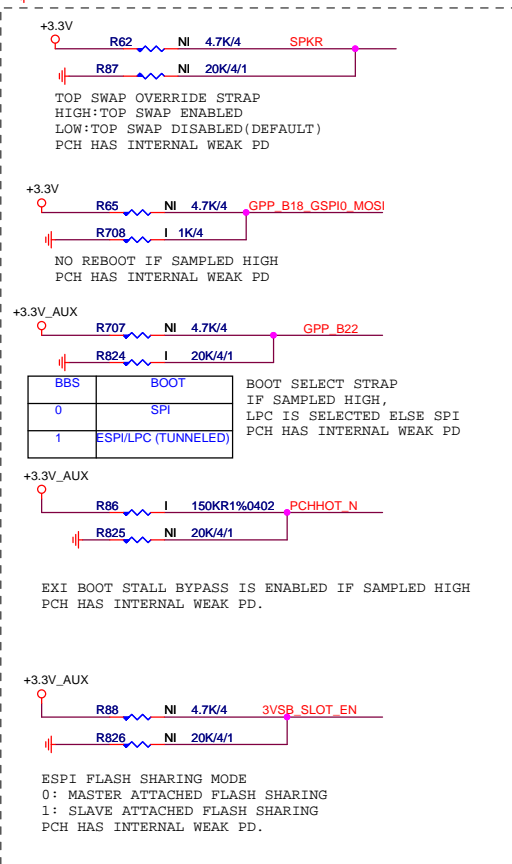 +3.3V
R62 NI 4.7K/4 SPKR
R87 NI 20K/4/1
TOP SWAP OVERRIDE STRAP
HIGH:TOP SWAP ENABLED
LOW:TOP SWAP DISABLED(DEFAULT)
PCH HAS INTERNAL WEAK PD
+3.3V
R65 NI 4.7K/4 GPP_B18_GSPI0_MOSI
R708 I 1K/4
NO REBOOT IF SAMPLED HIGH
PCH HAS INTERNAL WEAK PD
+3.3V_AUX
R707 NI 4.7K/4 GPP_B22
R824 I 20K/4/1
BBS BOOT
0 SPI
1 ESPI/LPC (TUNNELED)
BOOT SELECT STRAP
IF SAMPLED HIGH,
LPC IS SELECTED ELSE SPI
PCH HAS INTERNAL WEAK PD
+3.3V_AUX
R86 I 150KR1%0402 PCHHOT_N
R825 NI 20K/4/1
EXI BOOT STALL BYPASS IS ENABLED IF SAMPLED HIGH
PCH HAS INTERNAL WEAK PD.
+3.3V_AUX
R88 NI 4.7K/4 3VSB_SLOT_EN
R826 NI 20K/4/1
ESPI FLASH SHARING MODE
0: MASTER ATTACHED FLASH SHARING
1: SLAVE ATTACHED FLASH SHARING
PCH HAS INTERNAL WEAK PD.